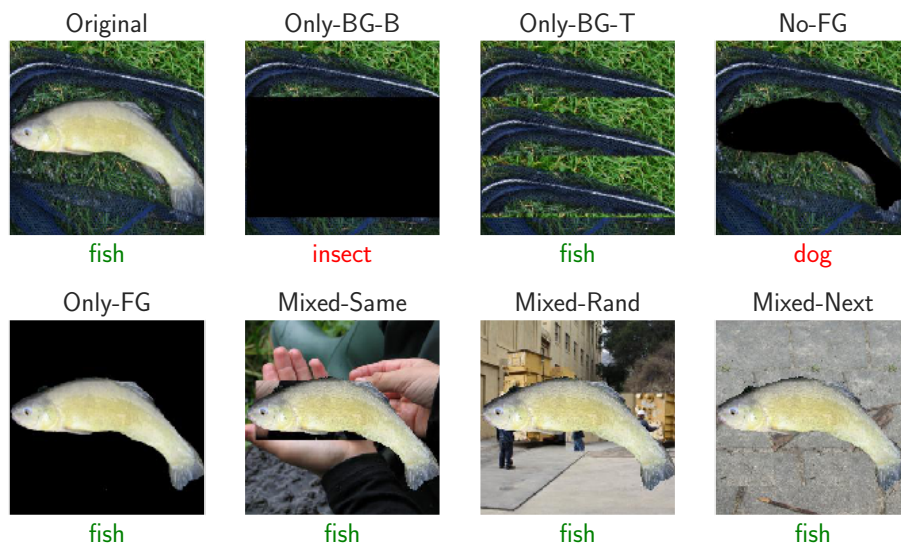 Original
Only-BG-B
Only-BG-T
No-FG
fish
insect
fish
dog
Only-FG
Mixed-Same
Mixed-Rand
Mixed-Next
fish
fish
fish
fish